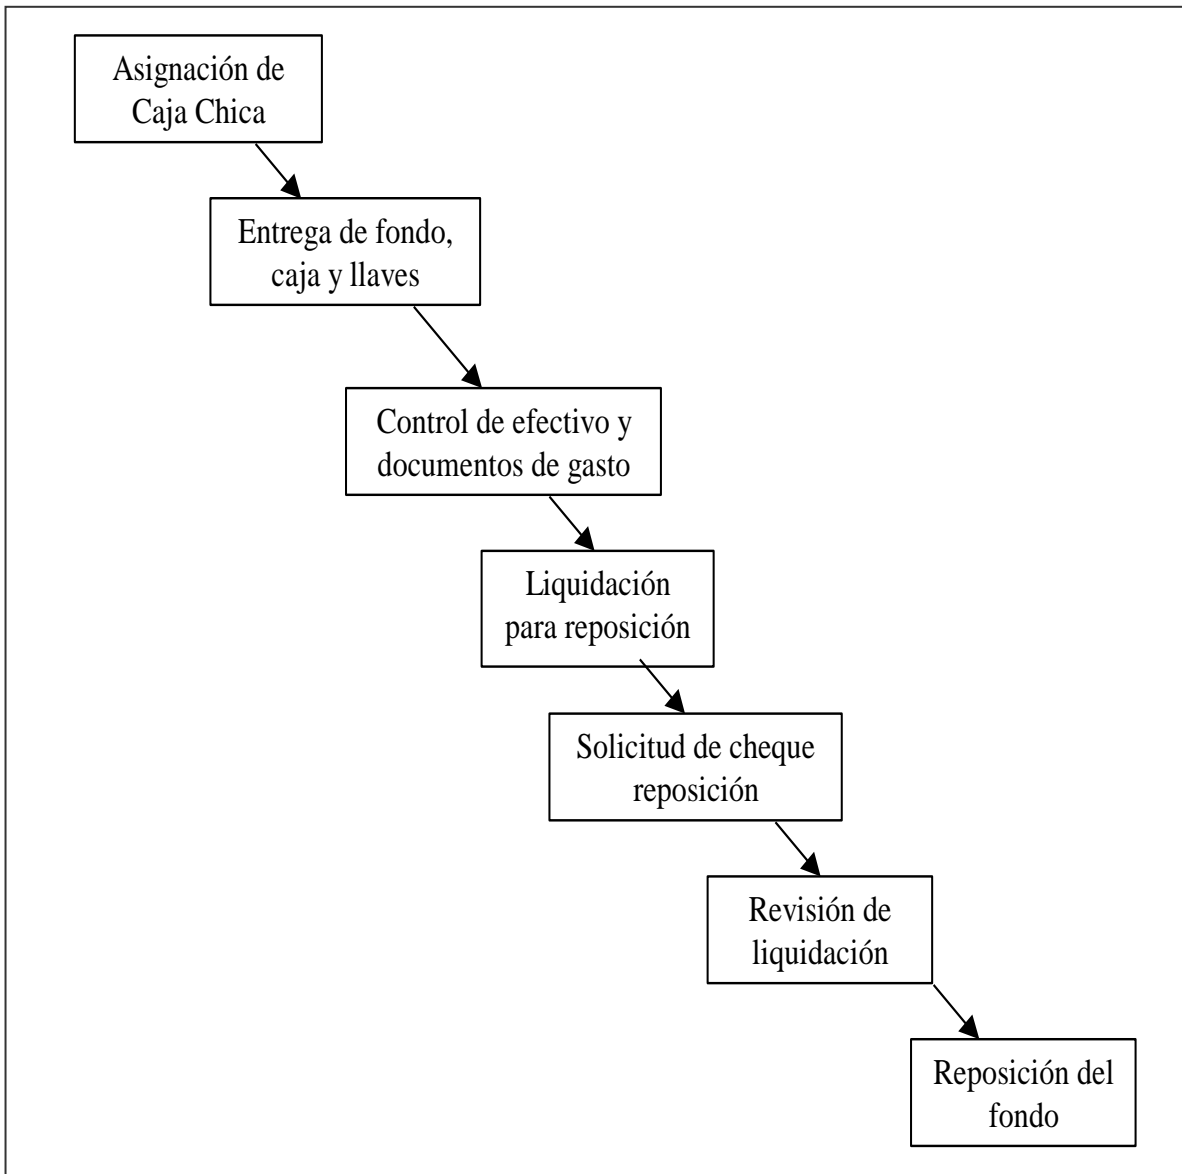 Asignación de
Caja Chica
Entrega de fondo,
caja y llaves
Control de efectivo y
documentos de gasto
Liquidación
para reposición
Solicitud de cheque
reposición
Revisión de
liquidación
Reposición del
fondo